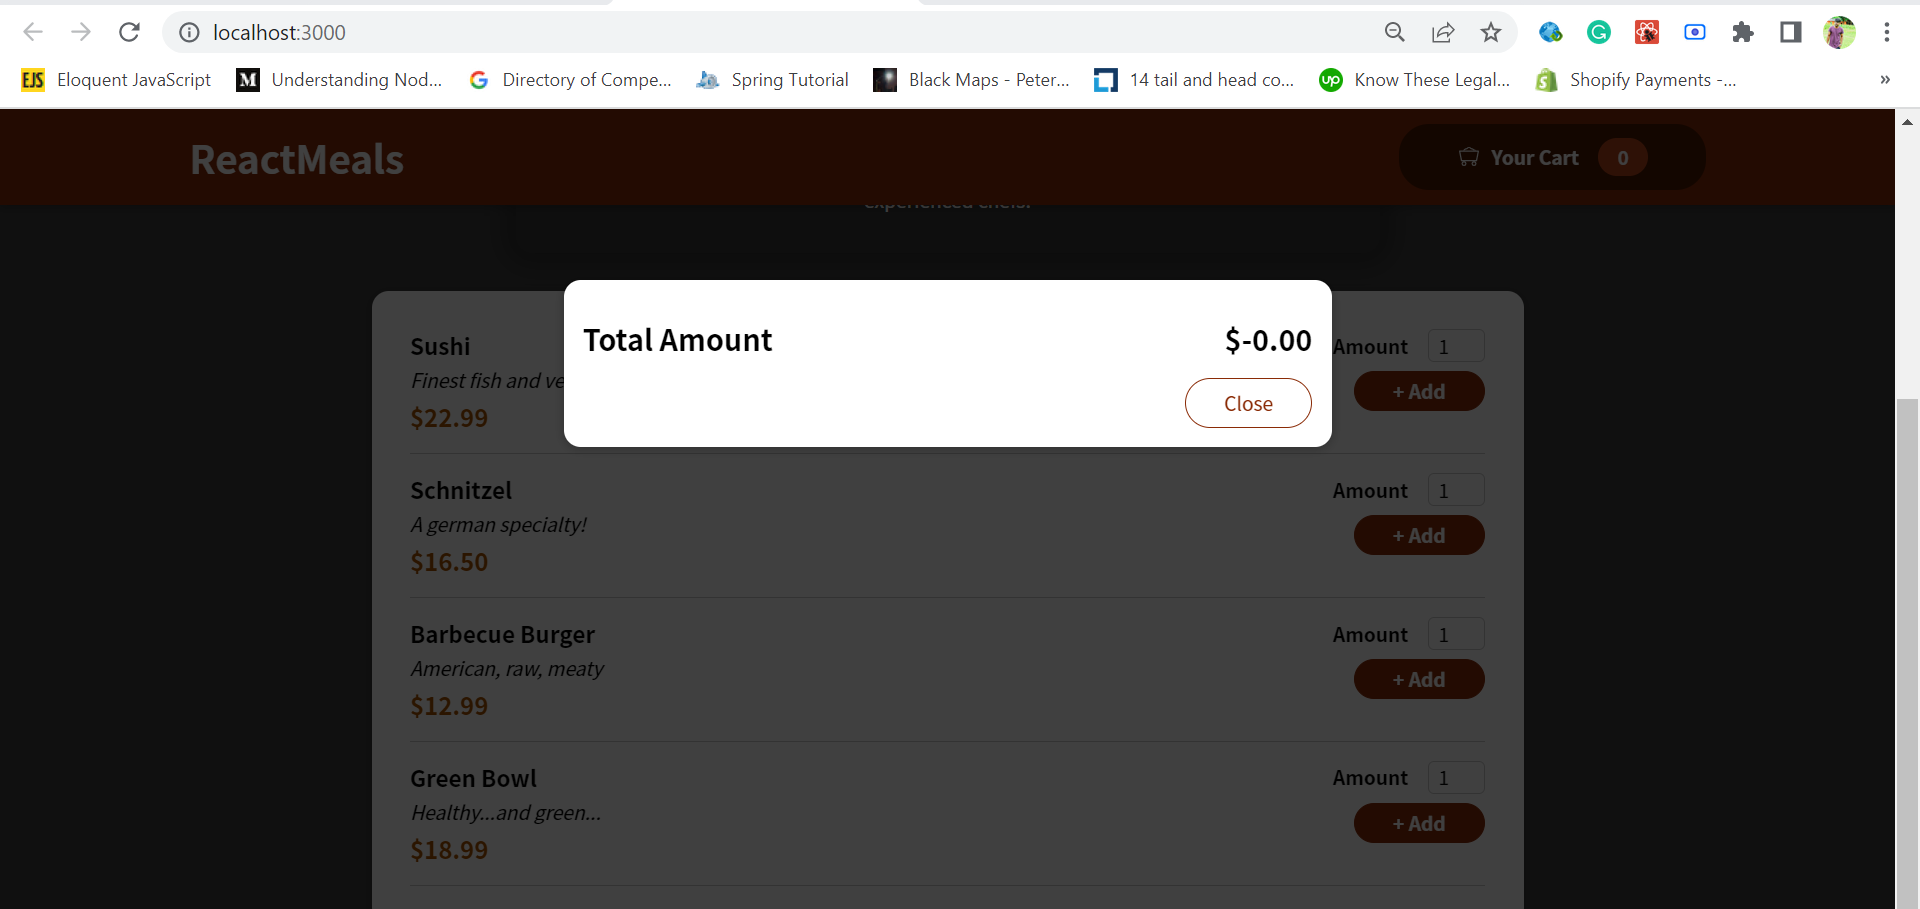 localhost:3000
EJS Eloquent JavaScript M Understanding Nod... G Directory of Compe... Spring Tutorial Black Maps - Peter... 14 tail and head co... up Know These Legal... Shopify Payments -... »
ReactMeals Your Cart 0
experienced chefs.
Total Amount $-0.00
Close
Sushi Amount 1
Finest fish and ve
$22.99 + Add
Schnitzel Amount 1
A german specialty!
$16.50 + Add
Barbecue Burger Amount 1
American, raw, meaty
$12.99 + Add
Green Bowl Amount 1
Healthy...and green...
$18.99 + Add